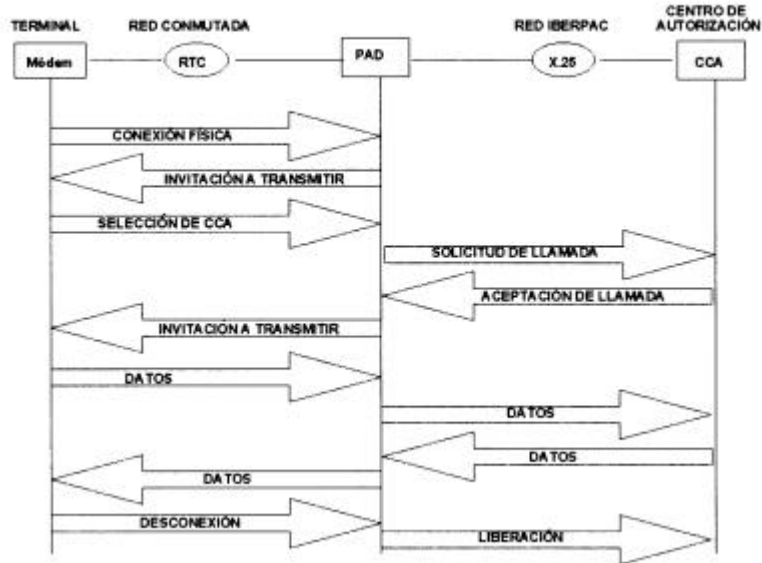 TERMINAL
RED CONMUTADA
RED IBERPAC
CENTRO DE
AUTORIZACIÓN
Módem
RTC
PAD
X.25
CCA
CONEXIÓN FÍSICA
INVITACIÓN A TRANSMITIR
SELECCIÓN DE CCA
SOLICITUD DE LLAMADA
ACEPTACIÓN DE LLAMADA
INVITACIÓN A TRANSMITIR
DATOS
DATOS
DATOS
DATOS
DESCONEXIÓN
LIBERACIÓN